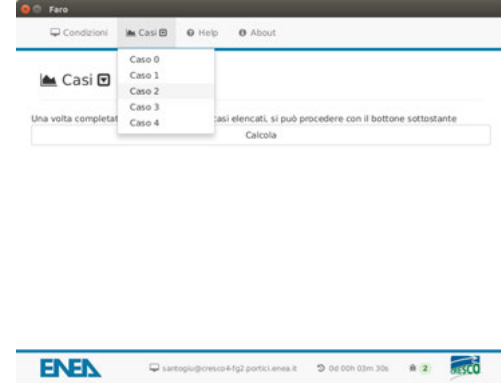 Faro
Condizioni Casi Help About
Caso 0
Caso 1
Caso 2
Caso 3
Caso 4
Casi
Una volta completat casi elencati, si può procedere con il bottone sottostante
Calcola
ENEA santogiu@cresco4-fg2.portici.enea.it 0d 00h 03m 30s 2 CRESCO